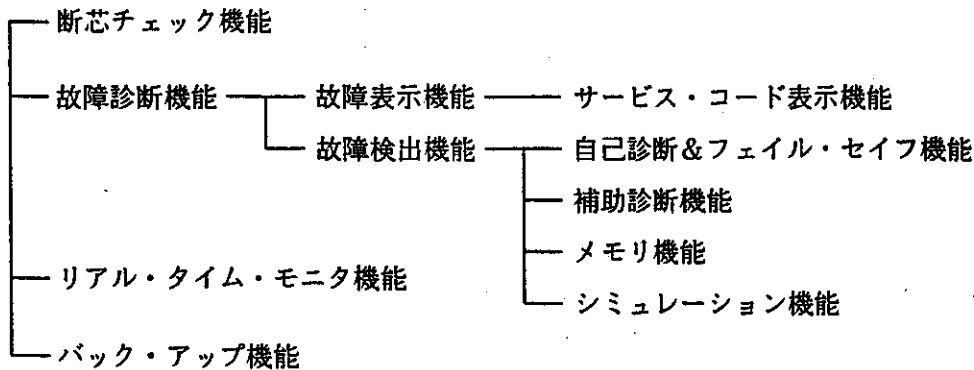 断芯チェック機能
故障診断機能 故障表示機能 サービス・コード表示機能
故障検出機能 自己診断&フェイル・セイフ機能
補助診断機能
メモリ機能
リアル・タイム・モニタ機能
シミュレーション機能
バック・アップ機能